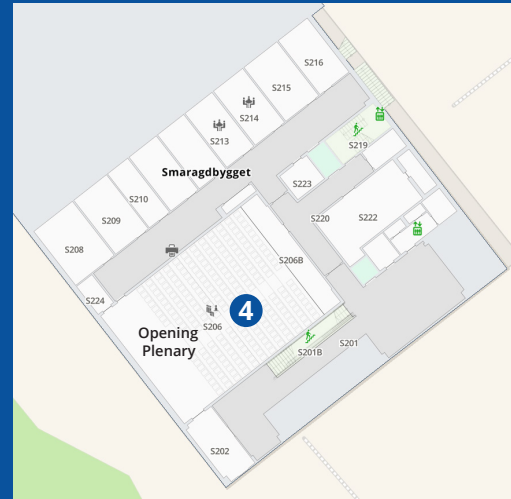 S216
S215
S214
S213
S219
Smaragdbygget
S223
S210
S209
S220
S222
S208
S206B
S224
4
S206
Opening
Plenary
S201
S201B
S202